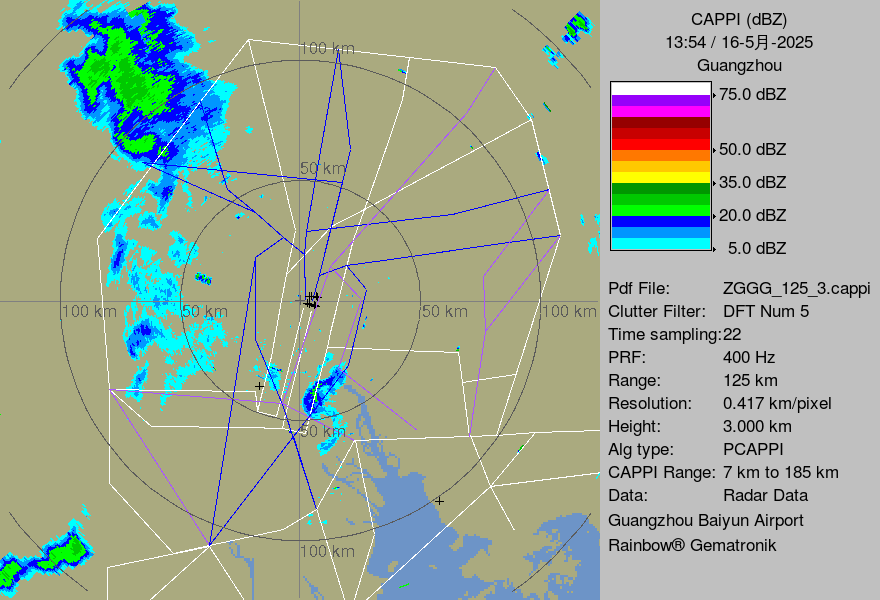 CAPPI (dBZ)
13:54 / 16-5月-2025
Guangzhou
75.0 dBZ
50.0 dBZ
35.0 dBZ
20.0 dBZ
5.0 dBZ
Pdf File: ZGGG_125_3.cappi
Clutter Filter: DFT Num 5
Time sampling:22
PRF: 400 Hz
Range: 125 km
Resolution: 0.417 km/pixel
Height: 3.000 km
Alg type: PCAPPI
CAPPI Range: 7 km to 185 km
Data: Radar Data
Guangzhou Baiyun Airport
Rainbow® Gematronik
100 km
50 km
100 km 50 km 50 km 100 km
50 km
100 km